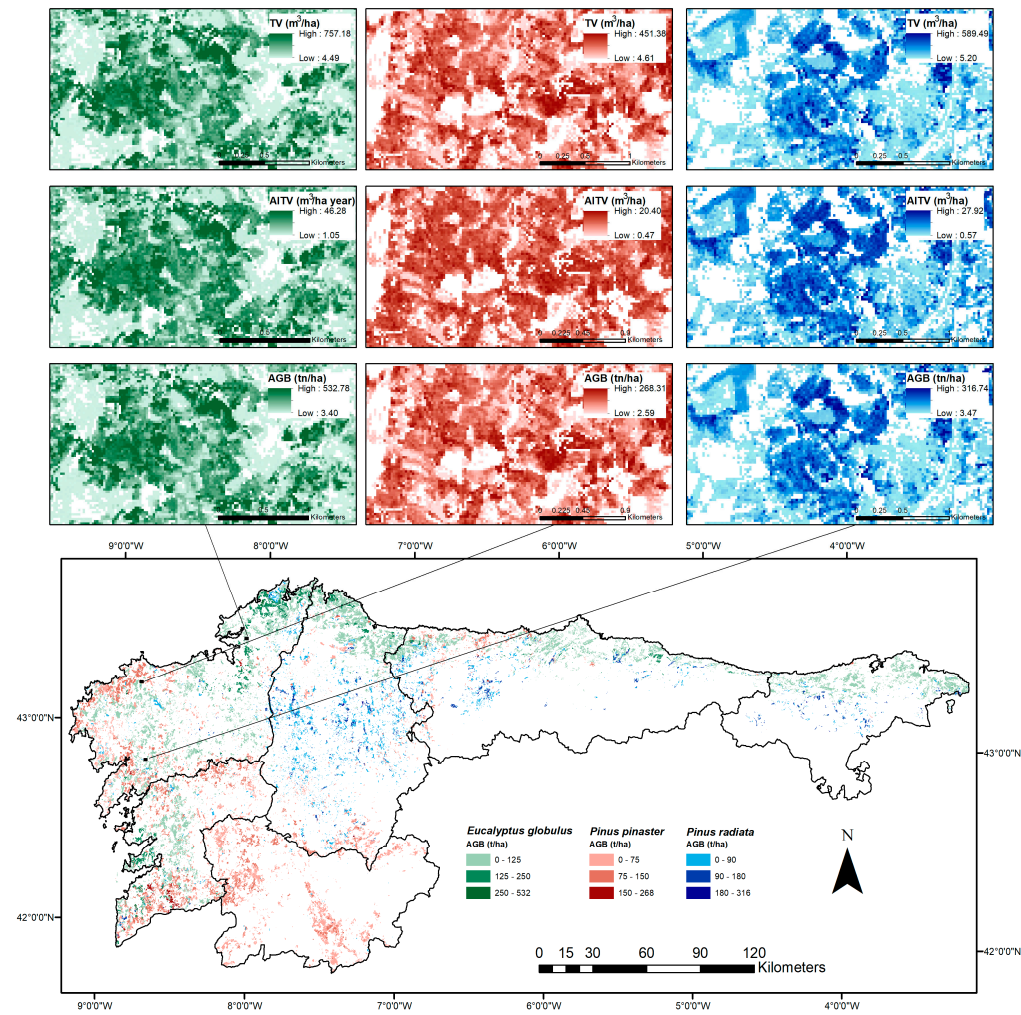 TV (m³/ha)
High : 757.18
Low : 4.49
0.5
Kilometers
TV (m³/ha)
High : 451.38
Low : 4.61
0 0.25 0.5
Kilometers
TV (m³/ha)
High : 589.49
Low : 5.20
0 0.25 0.5
Kilometers
AITV (m³/ha year)
High : 46.28
Low : 1.05
0.5
Kilometers
AITV (m³/ha)
High : 20.40
Low : 0.47
0 0.225 0.45 0.9
Kilometers
AITV (m³/ha)
High : 27.92
Low : 0.57
0 0.25 0.5
Kilometers
AGB (tn/ha)
High : 532.78
Low : 3.40
0.5
Kilometers
AGB (tn/ha)
High : 268.31
Low : 2.59
0 0.225 0.45 0.9
Kilometers
AGB (tn/ha)
High : 316.74
Low : 3.47
0 0.25 0.5
Kilometers
9°0'0"W 8°0'0"W 7°0'0"W 6°0'0"W 5°0'0"W 4°0'0"W
43°0'0"N
43°0'0"N
Eucalyptus globulus
AGB (t/ha)
0 - 125
125 - 250
250 - 532
Pinus pinaster
AGB (t/ha)
0 - 75
75 - 150
150 - 268
Pinus radiata
AGB (t/ha)
0 - 90
90 - 180
180 - 316
N
42°0'0"N
42°0'0"N
0 15 30 60 90 120
Kilometers
9°0'0"W 8°0'0"W 7°0'0"W 6°0'0"W 5°0'0"W 4°0'0"W